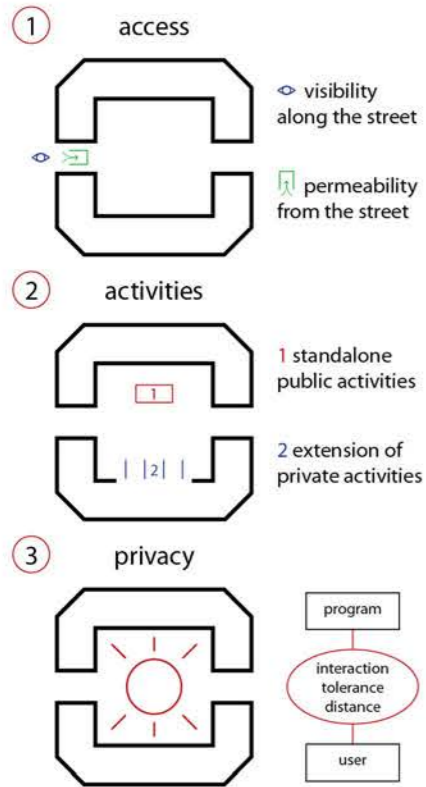 1 access
visibility
along the street
permeability
from the street
2 activities
1 standalone
public activities
1
2 extension of
private activities
2
3 privacy
program
interaction
tolerance
distance
user